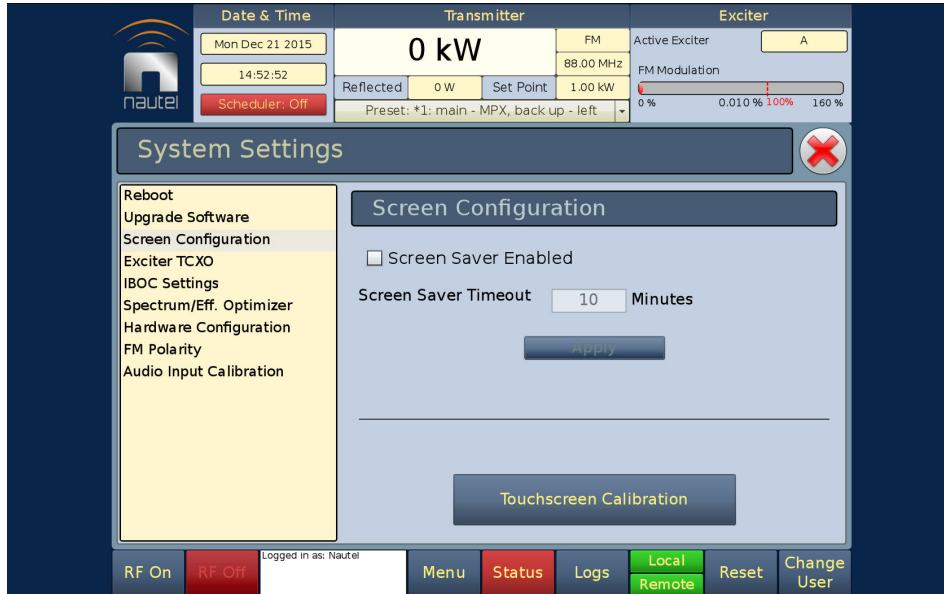 nautel
Date & Time
Mon Dec 21 2015
14:52:52
Scheduler: Off
Transmitter
0 kW
FM
88.00 MHz
Reflected
0 W
Set Point
1.00 kW
Preset: *1: main - MPX, back up - left
Exciter
Active Exciter
A
FM Modulation
0 %
0.010 %
100%
160 %
System Settings
Reboot
Upgrade Software
Screen Configuration
Exciter TCXO
IBOC Settings
Spectrum/Eff. Optimizer
Hardware Configuration
FM Polarity
Audio Input Calibration
Screen Configuration
Screen Saver Enabled
Screen Saver Timeout
10
Minutes
Apply
Touchscreen Calibration
RF On
RF Off
Logged in as: Nautel
Menu
Status
Logs
Local
Remote
Reset
Change
User